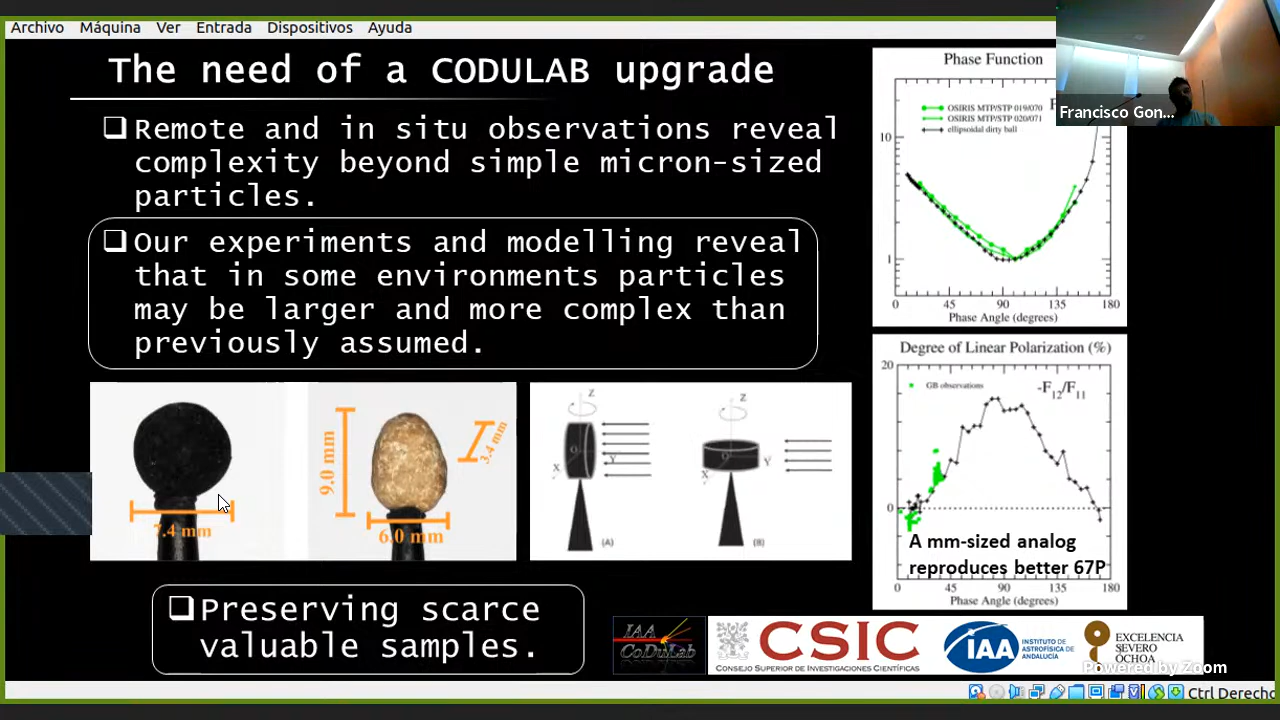 Archivo Máquina Ver Entrada Dispositivos Ayuda
The need of a CODULAB upgrade
❑Remote and in situ observations reveal
complexity beyond simple micron-sized
particles.
❑Our experiments and modelling reveal
that in some environments particles
may be larger and more complex than
previously assumed.
7.4 mm
9.0 mm
3.4 mm
6.0 mm
Z
O
Y
X
(A)
Z
O
Y
X
(B)
❑Preserving scarce
valuable samples.
Phase Function
OSIRIS MTP/STP 019/070
OSIRIS MTP/STP 020/071
ellipsoidal dirty ball
F
10
1
0 45 90 135 180
Phase Angle (degrees)
Degree of Linear Polarization (%)
20
GB observations
-F12/F11
0
A mm-sized analog
reproduces better 67P
0 45 90 135 180
Phase Angle (degrees)
Francisco Gon...
IAA
CoDuLab
CSIC
CONSEJO SUPERIOR DE INVESTIGACIONES CIENTÍFICAS
IAA
INSTITUTO DE
ASTROFÍSICA DE
ANDALUCÍA
EXCELENCIA
SEVERO
OCHOA
Powered by Zoom
Ctrl Derecho